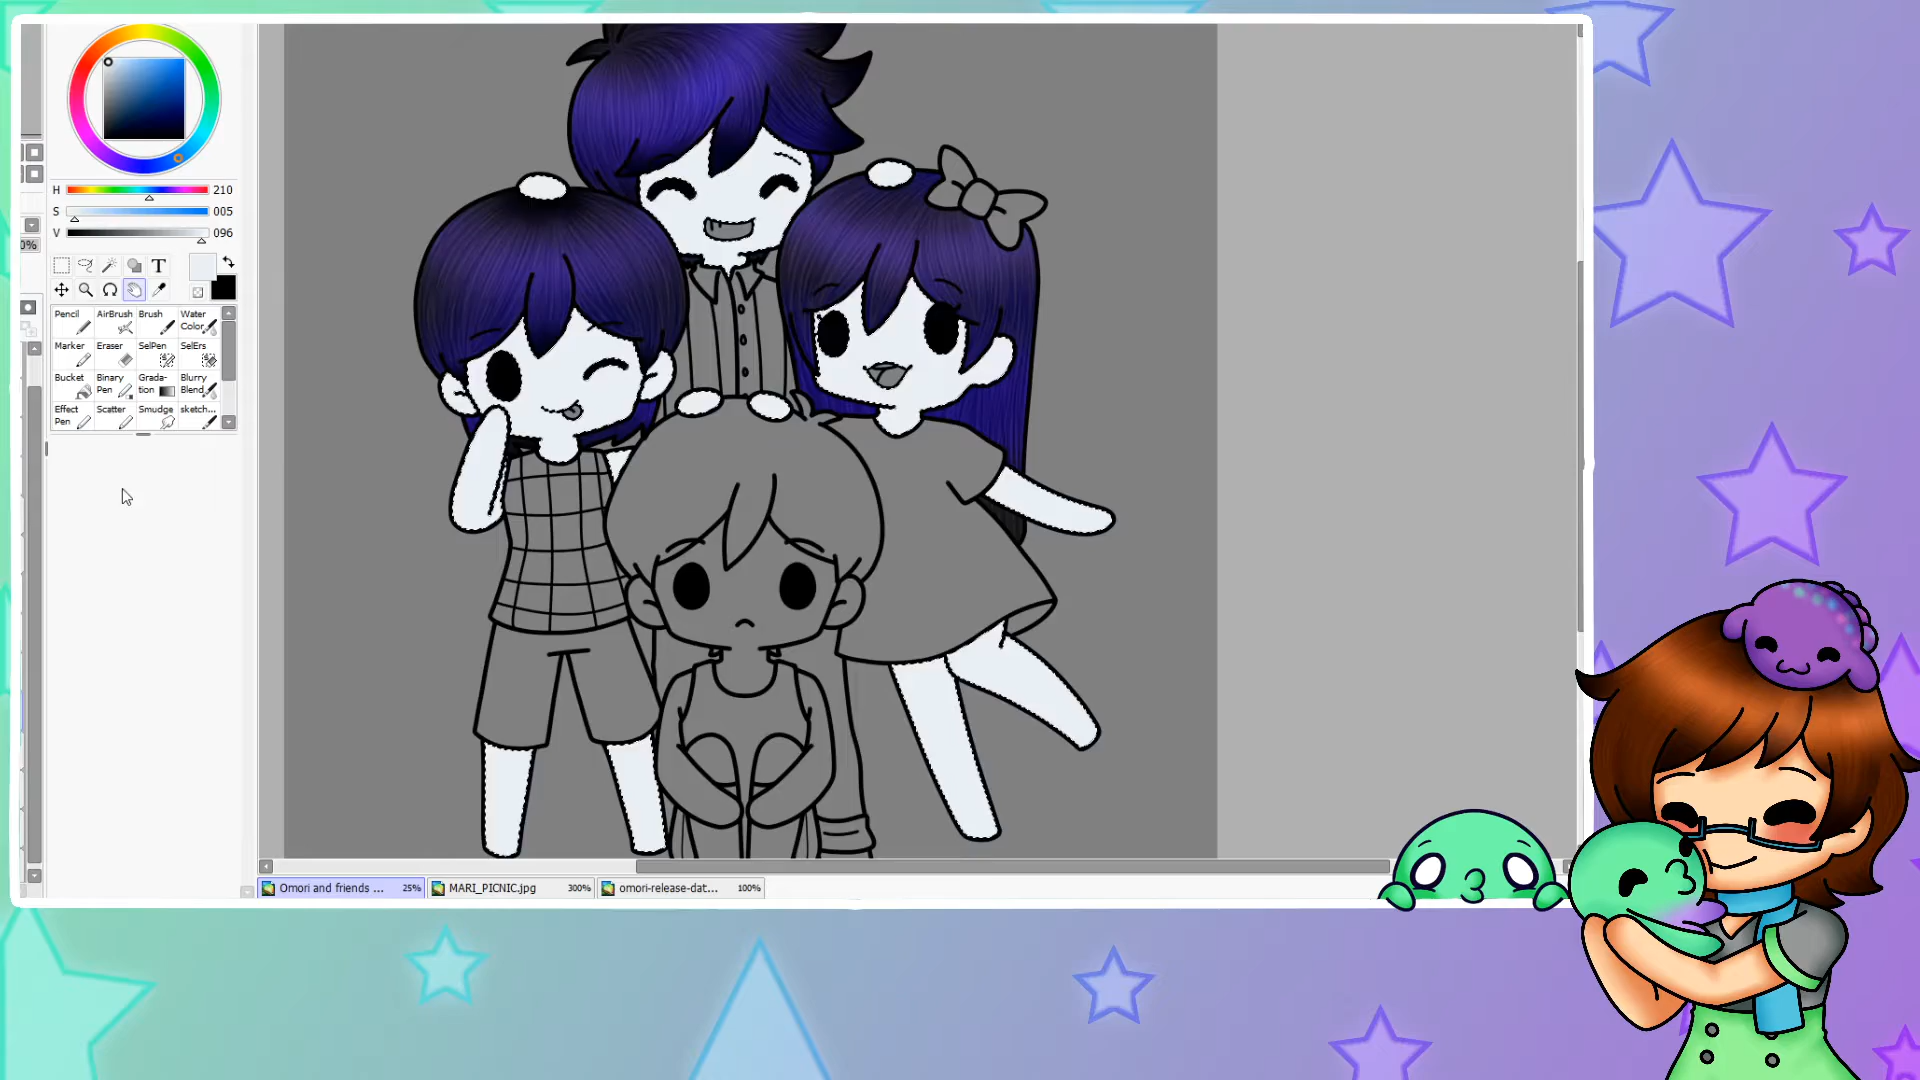 H 210
S 005
V 096
0%
T
Pencil AirBrush Brush Water Color
Marker Eraser SelPen SelErs
Bucket Binary Pen Grada-tion Blurry Blend
Effect Pen Scatter Smudge sketch...
Omori and friends ... 25% MARI_PICNIC.jpg 300% omori-release-dat... 100%